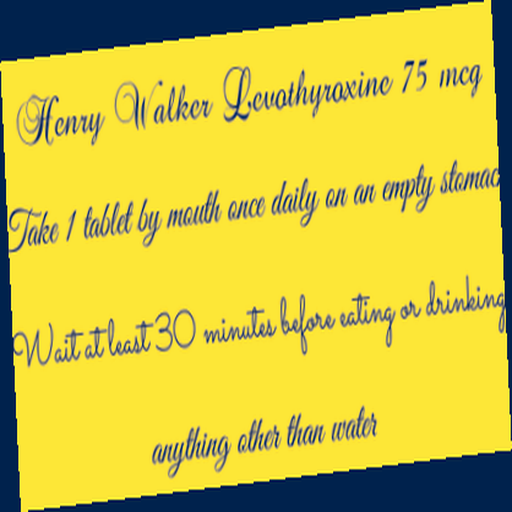 Henry Walker Levothyroxine 75 mcg
Take 1 tablet by mouth once daily on an empty stomac
Wait at least 30 minutes before eating or drinking
anything other than water